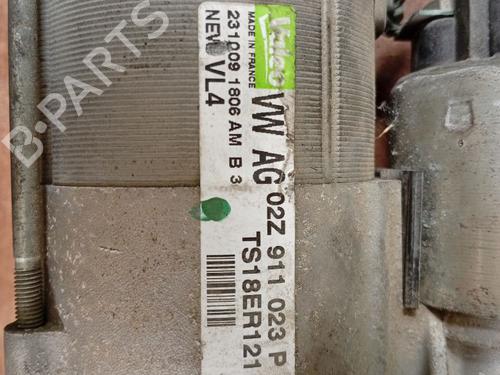 Valeo
MADE IN FRANCE
231009 1806 AM B 3
NEW VL4
VW AG 02Z 911 023 P
TS18ER121
B-PARTS